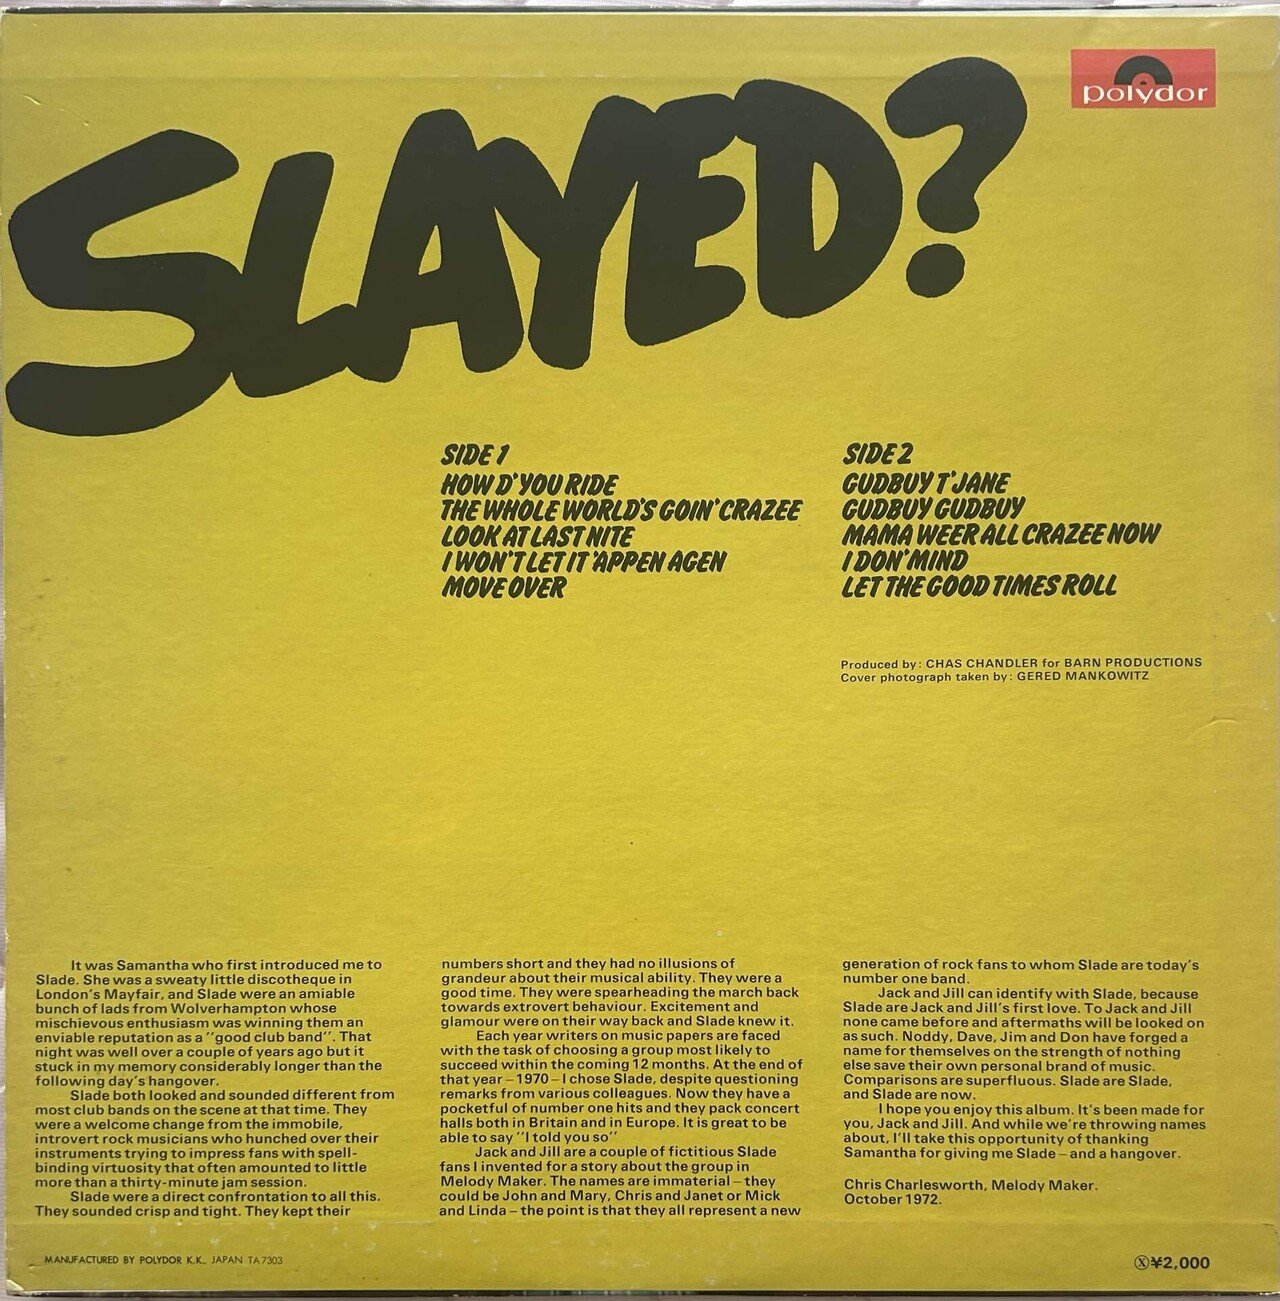 polydor
SLAYED?
SIDE 1
HOW D'YOU RIDE
THE WHOLE WORLD'S GOIN' CRAZEE
LOOK AT LAST NITE
I WON'T LET IT 'APPEN AGEN
MOVE OVER
SIDE 2
GUDBUY T'JANE
GUDBUY GUDBUY
MAMA WEER ALL CRAZEE NOW
I DON' MIND
LET THE GOOD TIMES ROLL
Produced by: CHAS CHANDLER for BARN PRODUCTIONS
Cover photograph taken by: GERED MANKOWITZ
It was Samantha who first introduced me to
Slade. She was a sweaty little discotheque in
London's Mayfair, and Slade were an amiable
bunch of lads from Wolverhampton whose
mischievous enthusiasm was winning them an
enviable reputation as a "good club band". That
night was well over a couple of years ago but it
stuck in my memory considerably longer than the
following day's hangover.
Slade both looked and sounded different from
most club bands on the scene at that time. They
were a welcome change from the immobile,
introvert rock musicians who hunched over their
instruments trying to impress fans with spell-
binding virtuosity that often amounted to little
more than a thirty-minute jam session.
Slade were a direct confrontation to all this.
They sounded crisp and tight. They kept their
numbers short and they had no illusions of
grandeur about their musical ability. They were a
good time. They were spearheading the march back
towards extrovert behaviour. Excitement and
glamour were on their way back and Slade knew it.
Each year writers on music papers are faced
with the task of choosing a group most likely to
succeed within the coming 12 months. At the end of
that year – 1970 – I chose Slade, despite questioning
remarks from various colleagues. Now they have a
pocketful of number one hits and they pack concert
halls both in Britain and in Europe. It is great to be
able to say "I told you so"
Jack and Jill are a couple of fictitious Slade
fans I invented for a story about the group in
Melody Maker. The names are immaterial – they
could be John and Mary, Chris and Janet or Mick
and Linda – the point is that they all represent a new
generation of rock fans to whom Slade are today's
number one band.
Jack and Jill can identify with Slade, because
Slade are Jack and Jill's first love. To Jack and Jill
none came before and aftermaths will be looked on
as such. Noddy, Dave, Jim and Don have forged a
name for themselves on the strength of nothing
else save their own personal brand of music.
Comparisons are superfluous. Slade are Slade,
and Slade are now.
I hope you enjoy this album. It's been made for
you, Jack and Jill. And while we're throwing names
about, I'll take this opportunity of thanking
Samantha for giving me Slade – and a hangover.
Chris Charlesworth, Melody Maker.
October 1972.
MANUFACTURED BY POLYDOR K.K., JAPAN TA 7303
Ⓧ¥2,000